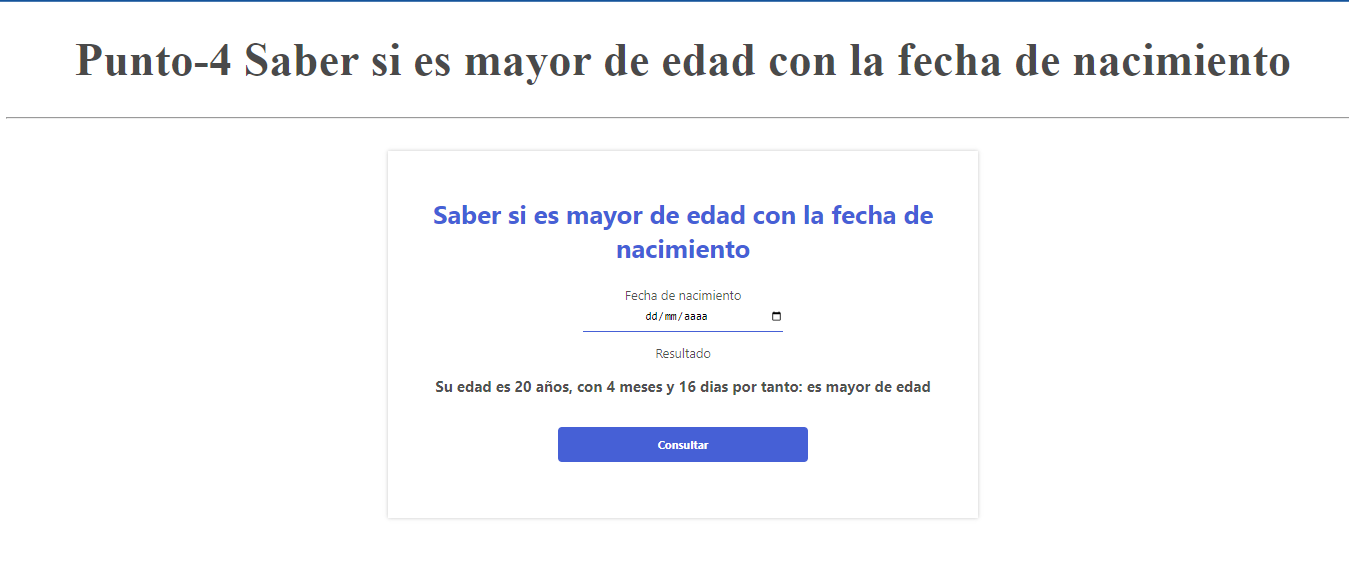 Punto-4 Saber si es mayor de edad con la fecha de nacimiento
Saber si es mayor de edad con la fecha de
nacimiento
Fecha de nacimiento
dd/mm/aaaa
Resultado
Su edad es 20 años, con 4 meses y 16 dias por tanto: es mayor de edad
Consultar